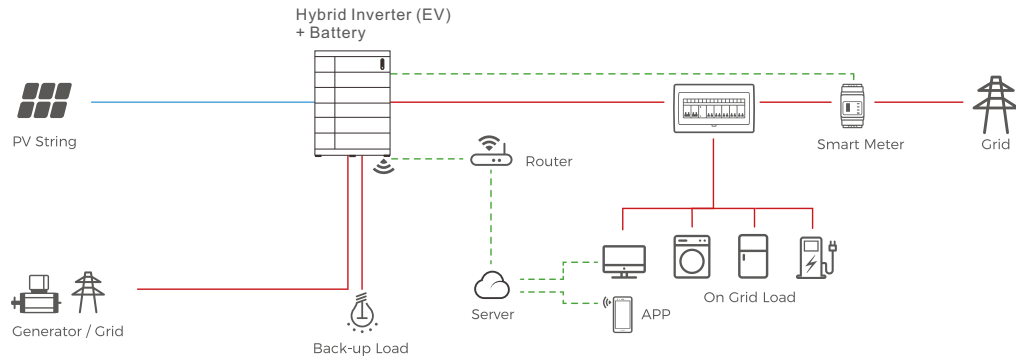 Hybrid Inverter (EV)
+ Battery
PV String
Smart Meter
Grid
Router
On Grid Load
Server
APP
Generator / Grid
Back-up Load